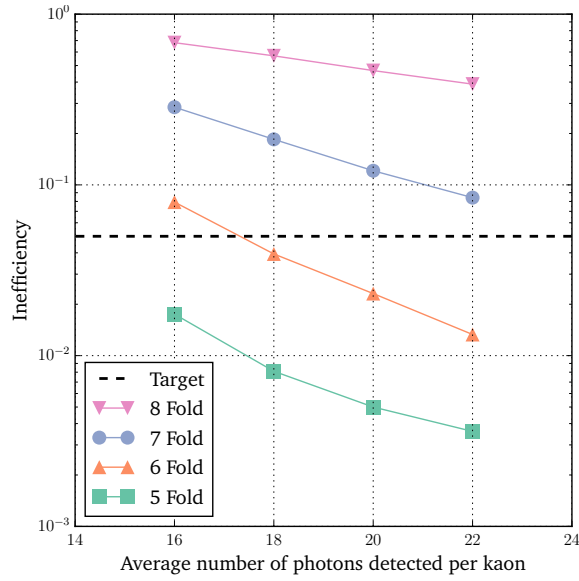 10^0
10^-1
10^-2
10^-3
Inefficiency
Target
8 Fold
7 Fold
6 Fold
5 Fold
14 16 18 20 22 24
Average number of photons detected per kaon